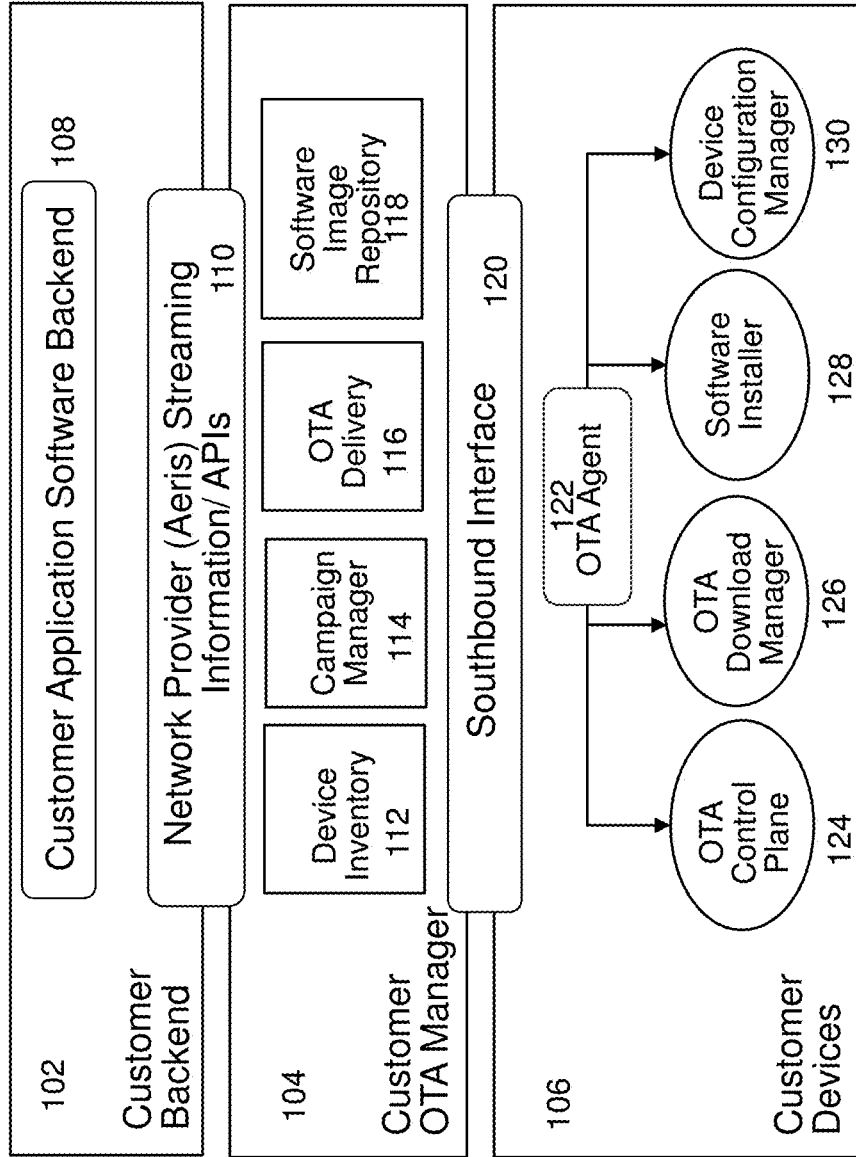 102
Customer
Backend
Customer Application Software Backend
108
Network Provider (Aeris) Streaming
Information/ APIs
110
104
Customer
OTA Manager
Device
Inventory
112
Campaign
Manager
114
OTA
Delivery
116
Software
Image
Repository
118
Southbound Interface
120
106
Customer
Devices
122
OTA Agent
OTA
Control
Plane
124
OTA
Download
Manager
126
Software
Installer
128
Device
Configuration
Manager
130